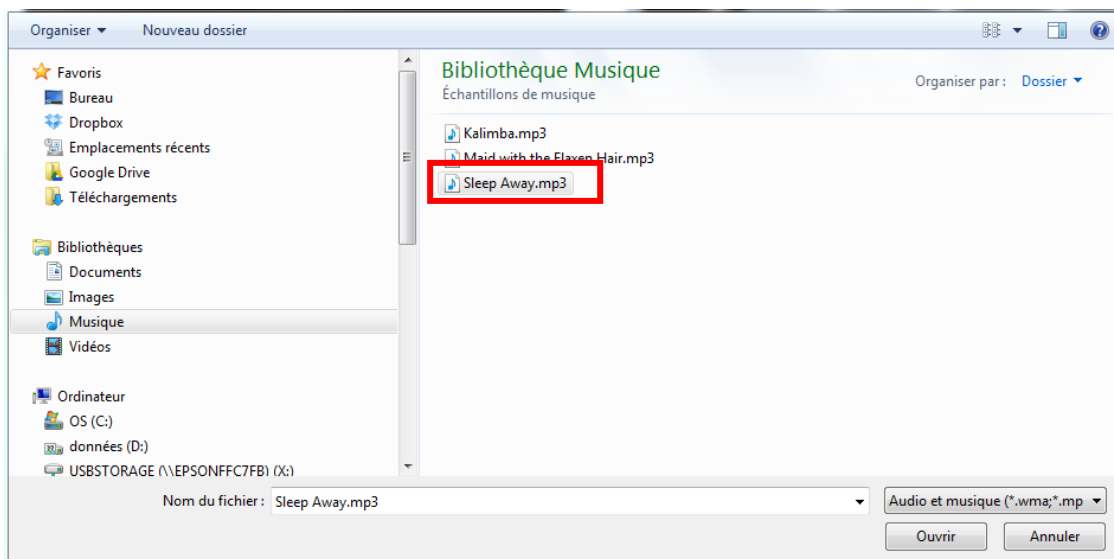 Organiser Nouveau dossier
Favoris
Bureau
Dropbox
Emplacements récents
Google Drive
Téléchargements
Bibliothèques
Documents
Images
Musique
Vidéos
Ordinateur
OS (C:)
données (D:)
USBSTORAGE (\\EPSONFFC7FB) (X:)
Bibliothèque Musique
Échantillons de musique
Organiser par : Dossier
Kalimba.mp3
Maid with the Flaxen Hair.mp3
Sleep Away.mp3
Nom du fichier : Sleep Away.mp3
Audio et musique (*.wma;*.mp
Ouvrir Annuler